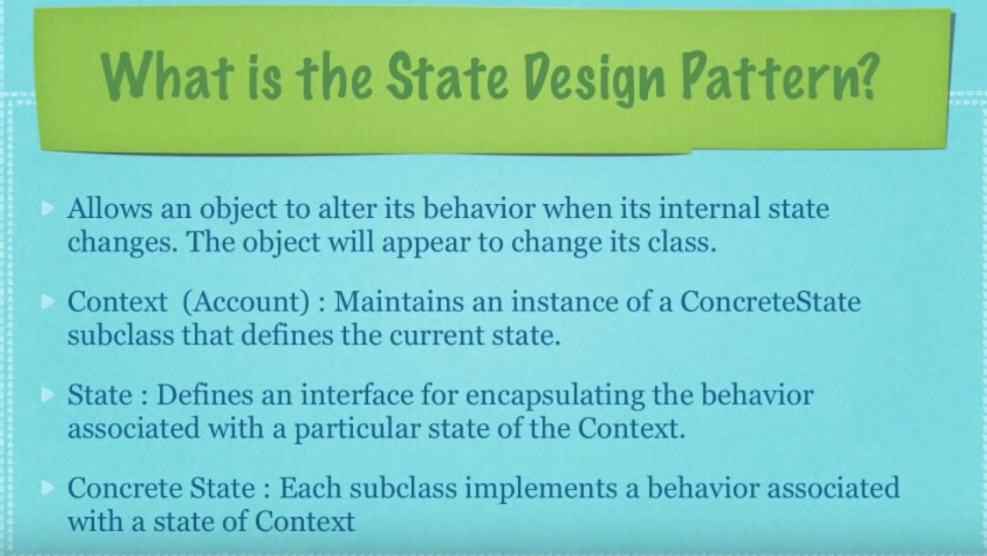 What is the State Design Pattern?
Allows an object to alter its behavior when its internal state
changes. The object will appear to change its class.
Context (Account) : Maintains an instance of a ConcreteState
subclass that defines the current state.
State : Defines an interface for encapsulating the behavior
associated with a particular state of the Context.
Concrete State : Each subclass implements a behavior associated
with a state of Context